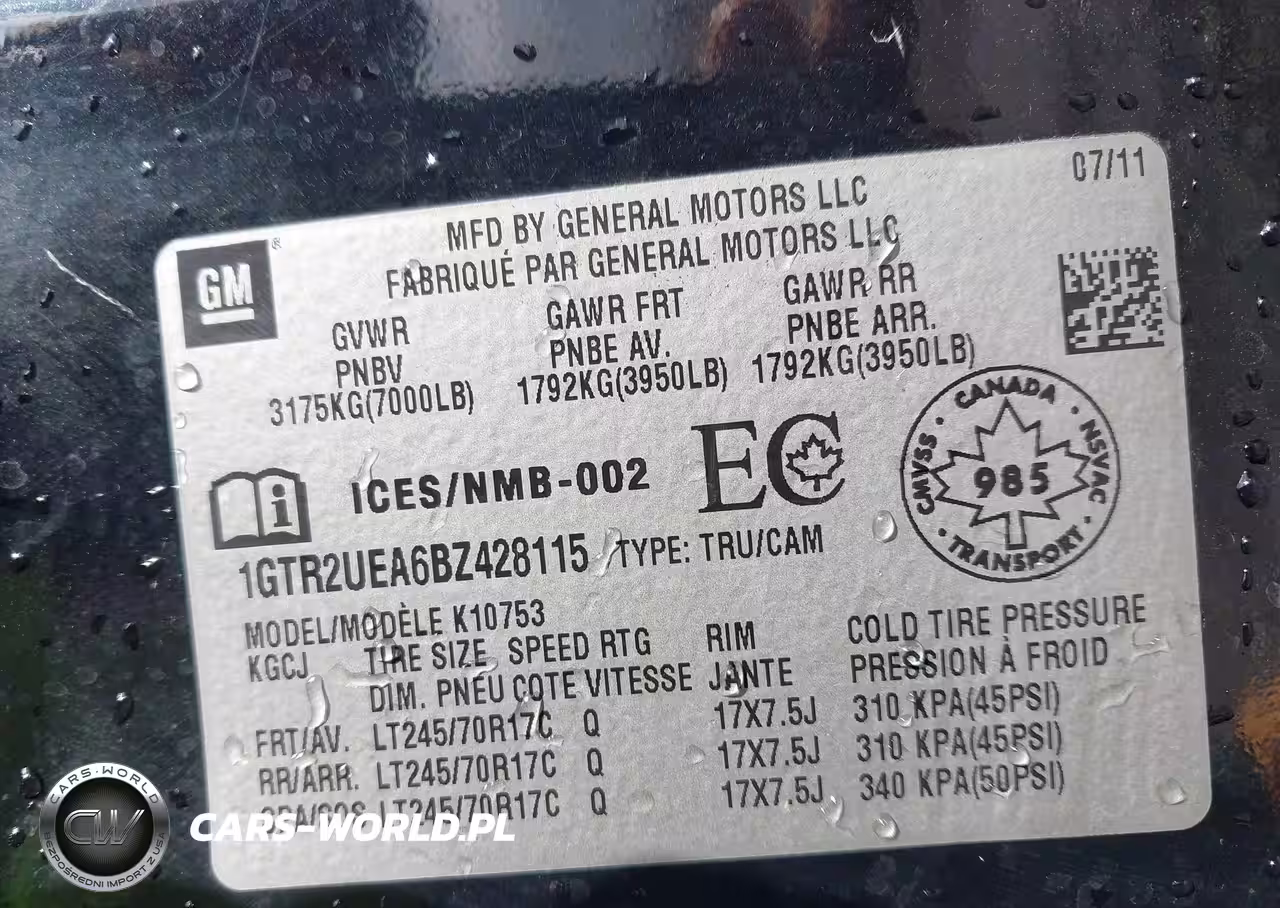 07/11
MFD BY GENERAL MOTORS LLC
FABRIQUÉ PAR GENERAL MOTORS LLC
GM
®
GVWR GAWR FRT GAWR RR
PNBV PNBE AV. PNBE ARR.
3175KG(7000LB) 1792KG(3950LB) 1792KG(3950LB)
i ICES/NMB-002 EC
CANADA · NSVAC · TRANSPORT · CMVSS ·
985
1GTR2UEA6BZ428115 TYPE: TRU/CAM
MODEL/MODÈLE K10753
KGCJ TIRE SIZE SPEED RTG RIM COLD TIRE PRESSURE
DIM. PNEU COTE VITESSE JANTE PRESSION À FROID
FRT/AV. LT245/70R17C Q 17X7.5J 310 KPA(45PSI)
RR/ARR. LT245/70R17C Q 17X7.5J 310 KPA(45PSI)
LT245/70R17C Q 17X7.5J 340 KPA(50PSI)
CARS-WORLD
CW
BEZPOŚREDNI IMPORT Z USA
CARS-WORLD.PL